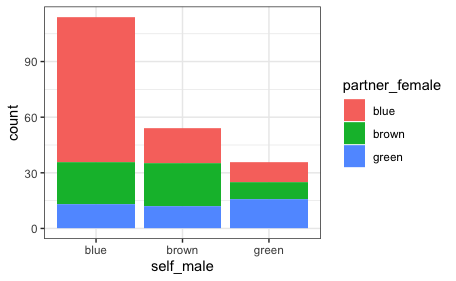 90
60
30
0
count
blue brown green
self_male
partner_female
blue
brown
green